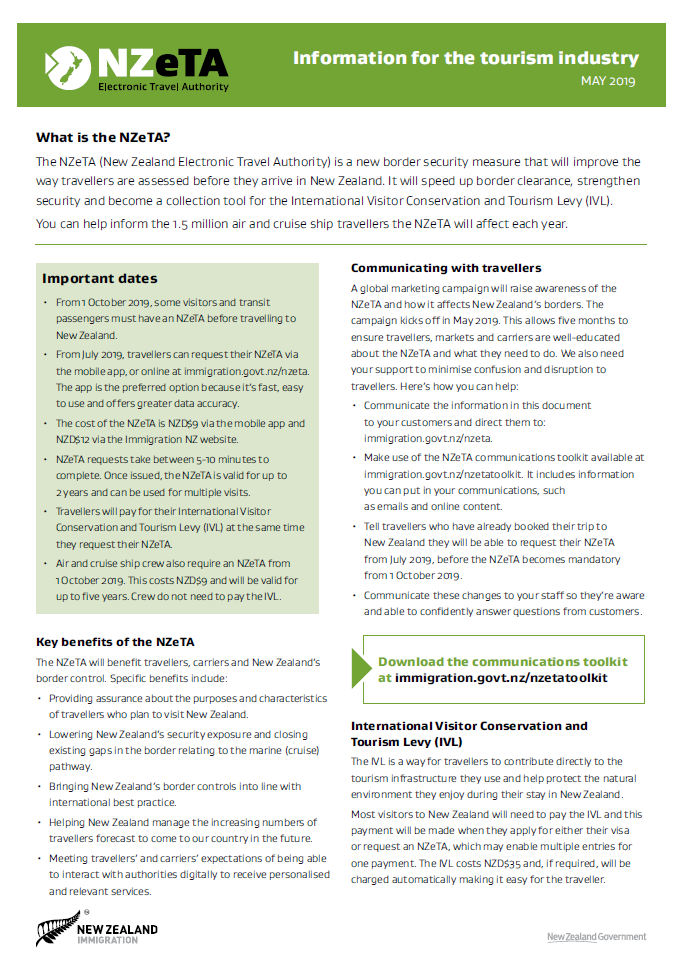 NZeTA
Electronic Travel Authority
Information for the tourism industry
MAY 2019
What is the NZeTA?
The NZeTA (New Zealand Electronic Travel Authority) is a new border security measure that will improve the
way travellers are assessed before they arrive in New Zealand. It will speed up border clearance, strengthen
security and become a collection tool for the International Visitor Conservation and Tourism Levy (IVL).
You can help inform the 1.5 million air and cruise ship travellers the NZeTA will affect each year.
Important dates
• From 1 October 2019, some visitors and transit
passengers must have an NZeTA before travelling to
New Zealand.
• From July 2019, travellers can request their NZeTA via
the mobile app, or online at immigration.govt.nz/nzeta.
The app is the preferred option because it's fast, easy
to use and offers greater data accuracy.
• The cost of the NZeTA is NZD$9 via the mobile app and
NZD$12 via the Immigration NZ website.
• NZeTA requests take between 5-10 minutes to
complete. Once issued, the NZeTA is valid for up to
2 years and can be used for multiple visits.
• Travellers will pay for their International Visitor
Conservation and Tourism Levy (IVL) at the same time
they request their NZeTA.
• Air and cruise ship crew also require an NZeTA from
1 October 2019. This costs NZD$9 and will be valid for
up to five years. Crew do not need to pay the IVL.
Key benefits of the NZeTA
The NZeTA will benefit travellers, carriers and New Zealand's
border control. Specific benefits include:
• Providing assurance about the purposes and characteristics
of travellers who plan to visit New Zealand.
• Lowering New Zealand's security exposure and closing
existing gaps in the border relating to the marine (cruise)
pathway.
• Bringing New Zealand's border controls into line with
international best practice.
• Helping New Zealand manage the increasing numbers of
travellers forecast to come to our country in the future.
• Meeting travellers' and carriers' expectations of being able
to interact with authorities digitally to receive personalised
and relevant services.
Communicating with travellers
A global marketing campaign will raise awareness of the
NZeTA and how it affects New Zealand's borders. The
campaign kicks off in May 2019. This allows five months to
ensure travellers, markets and carriers are well-educated
about the NZeTA and what they need to do. We also need
your support to minimise confusion and disruption to
travellers. Here's how you can help:
• Communicate the information in this document
to your customers and direct them to:
immigration.govt.nz/nzeta.
• Make use of the NZeTA communications toolkit available at
immigration.govt.nz/nzetatoolkit. It includes information
you can put in your communications, such
as emails and online content.
• Tell travellers who have already booked their trip to
New Zealand they will be able to request their NZeTA
from July 2019, before the NZeTA becomes mandatory
from 1 October 2019.
• Communicate these changes to your staff so they're aware
and able to confidently answer questions from customers.
Download the communications toolkit
at immigration.govt.nz/nzetatoolkit
International Visitor Conservation and
Tourism Levy (IVL)
The IVL is a way for travellers to contribute directly to the
tourism infrastructure they use and help protect the natural
environment they enjoy during their stay in New Zealand.
Most visitors to New Zealand will need to pay the IVL and this
payment will be made when they apply for either their visa
or request an NZeTA, which may enable multiple entries for
one payment. The IVL costs NZD$35 and, if required, will be
charged automatically making it easy for the traveller.
NEW ZEALAND
IMMIGRATION
New Zealand Government